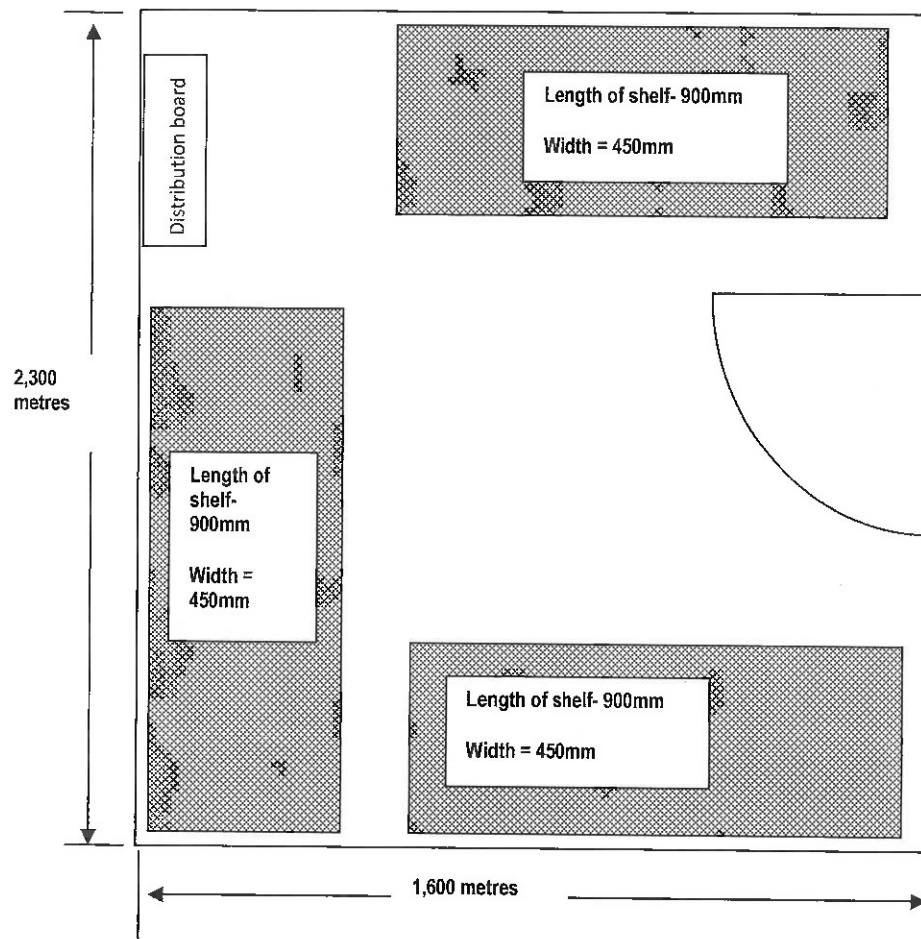 Distribution board
Length of shelf- 900mm
Width = 450mm
2,300
metres
Length of
shelf-
900mm
Width =
450mm
Length of shelf- 900mm
Width = 450mm
1,600 metres